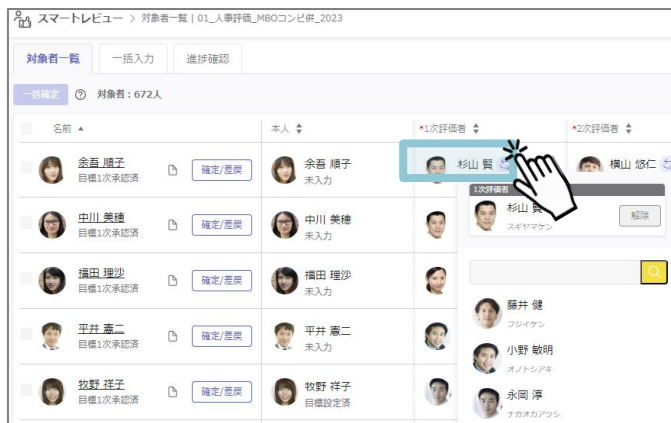 スマートレビュー > 対象者一覧 | 01_人事評価_MBOコンピ併_2023
対象者一覧 一括入力 進捗確認
一括確定 ? 対象者：672人
名前 ▲ 本人 *1次評価者 *2次評価者
余吾 順子 確定/差戻 余吾 順子 杉山 賢 横山 悠仁
目標1次承認済 未入力
1次評価者
中川 美穂 確定/差戻 中川 美穂 杉山 解除
目標1次承認済 未入力 スギヤマケン
福田 理沙 確定/差戻 福田 理沙
目標1次承認済 未入力
藤井 健
フジイケン
平井 憲二 確定/差戻 平井 憲二
目標1次承認済 未入力
小野 敏明
オノトシアキ
牧野 祥子 確定/差戻 牧野 祥子 永岡 淳
目標1次承認済 目標設定済 ナガオカアツシ